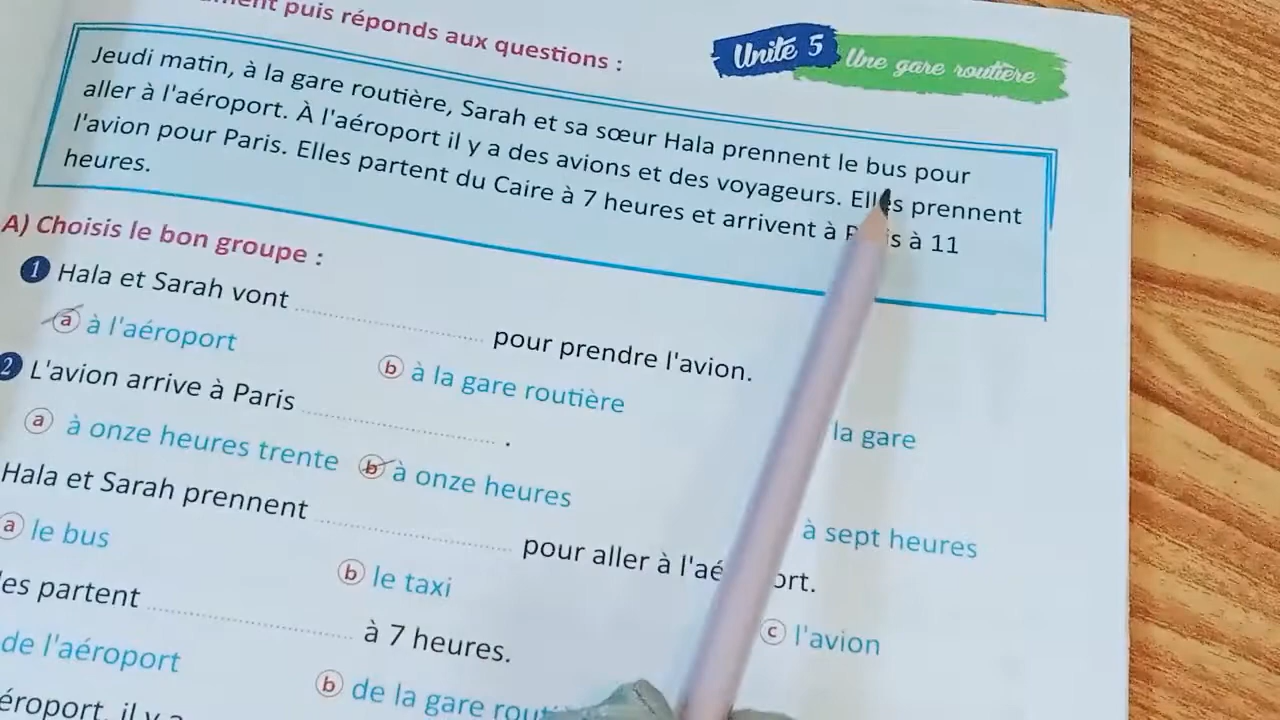 puis réponds aux questions :
Unité 5 Une gare routière
Jeudi matin, à la gare routière, Sarah et sa sœur Hala prennent le bus pour
aller à l'aéroport. À l'aéroport il y a des avions et des voyageurs. Elles prennent
l'avion pour Paris. Elles partent du Caire à 7 heures et arrivent à Paris à 11
heures.
A) Choisis le bon groupe :
1 Hala et Sarah vont ........................ pour prendre l'avion.
a à l'aéroport b à la gare routière la gare
2 L'avion arrive à Paris ........................ .
a à onze heures trente b à onze heures à sept heures
Hala et Sarah prennent ........................ pour aller à l'aéroport.
a le bus b le taxi c l'avion
partent ........................ à 7 heures.
de l'aéroport b de la gare
il y a